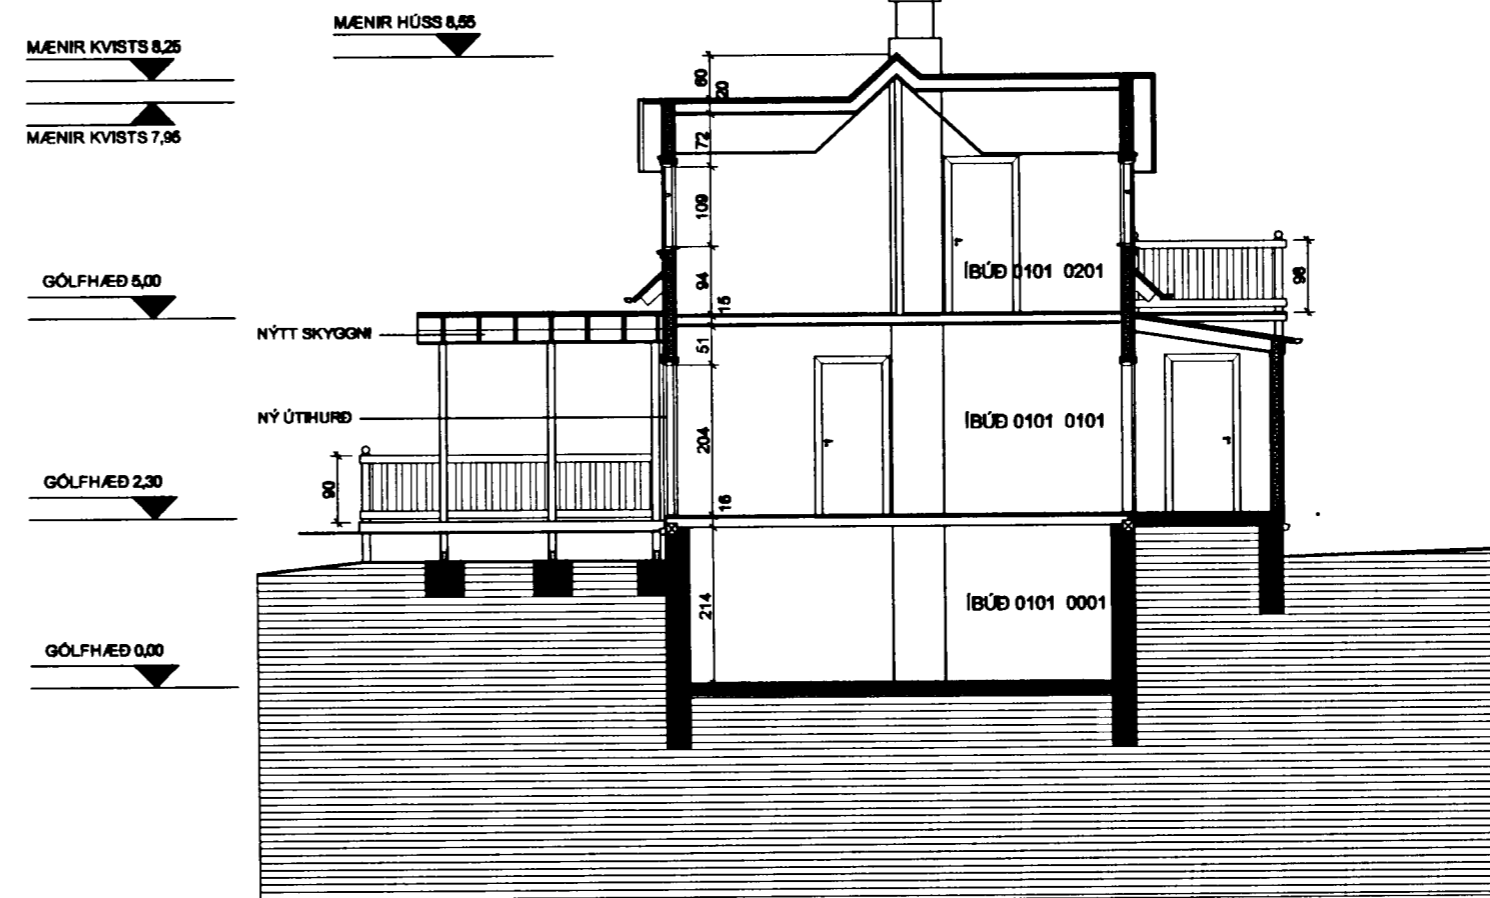 MÆNIR HÚSS 8,55
MÆNIR KVISTS 8,25
MÆNIR KVISTS 7,95
60
20
72
109
ÍBÚÐ 0101 0201
94
98
GÓLFHÆÐ 5,00
15
NÝTT SKYGGNI
51
NÝ ÚTIHURÐ
ÍBÚÐ 0101 0101
204
GÓLFHÆÐ 2,30
90
16
ÍBÚÐ 0101 0001
214
GÓLFHÆÐ 0,00